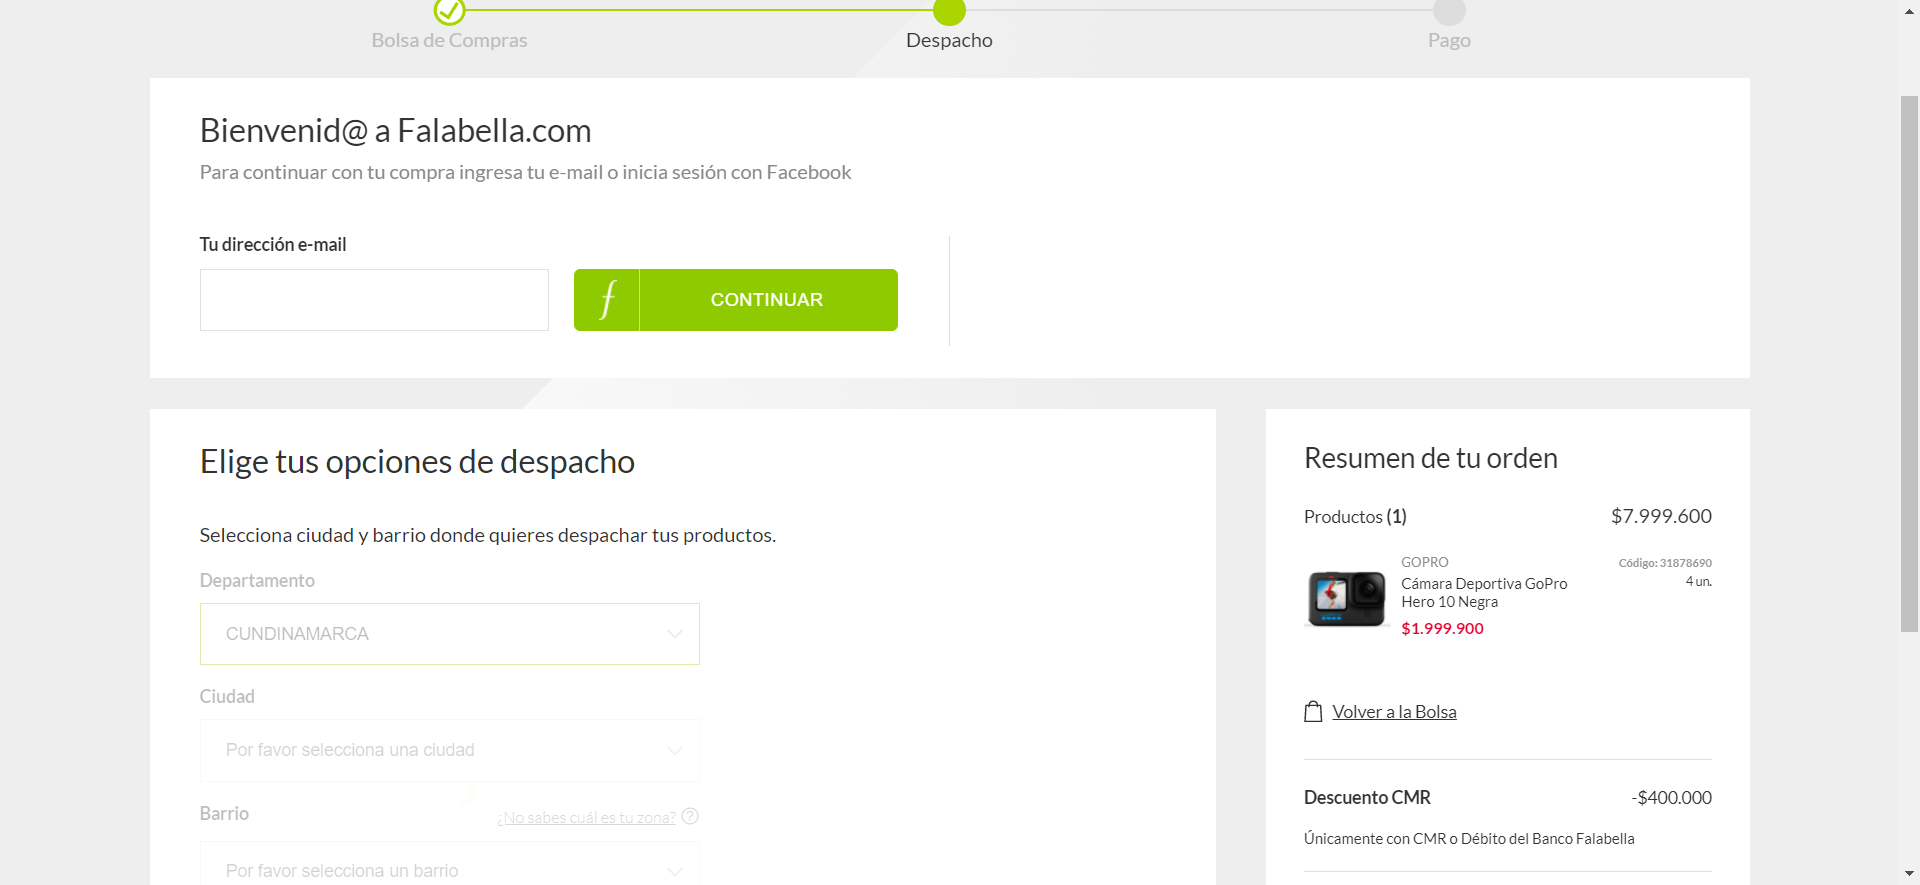 Bolsa de Compras
Despacho
Pago
Bienvenid@ a Falabella.com
Para continuar con tu compra ingresa tu e-mail o inicia sesión con Facebook
Tu dirección e-mail
f CONTINUAR
Elige tus opciones de despacho
Selecciona ciudad y barrio donde quieres despachar tus productos.
Departamento
CUNDINAMARCA
Ciudad
Por favor selecciona una ciudad
Barrio
¿No sabes cuál es tu zona? ?
Por favor selecciona un barrio
Resumen de tu orden
Productos (1) $7.999.600
GOPRO Código: 31878690
Cámara Deportiva GoPro 4 un.
Hero 10 Negra
$1.999.900
Volver a la Bolsa
Descuento CMR -$400.000
Únicamente con CMR o Débito del Banco Falabella